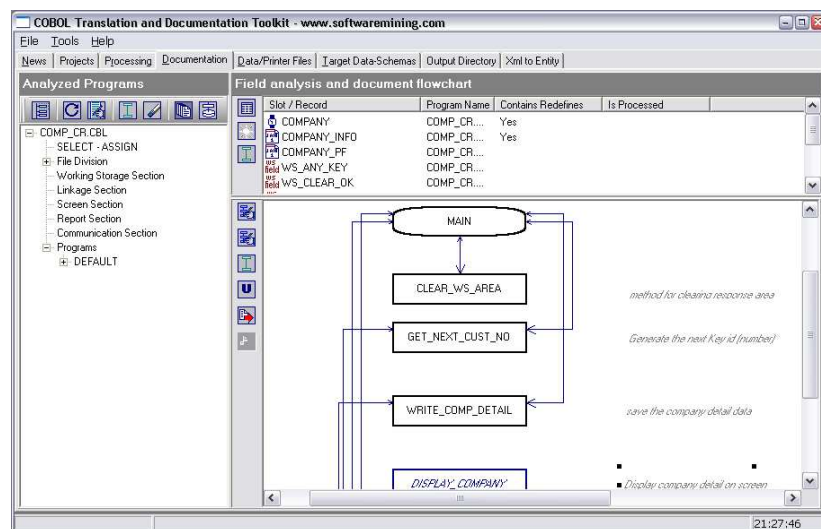 COBOL Translation and Documentation Toolkit - www.softwaremining.com
File Tools Help
News Projects Processing Documentation Data/Printer Files Target Data-Schemas Output Directory Xml to Entity
Analyzed Programs
COMP_CR.CBL
SELECT - ASSIGN
File Division
Working Storage Section
Linkage Section
Screen Section
Report Section
Communication Section
Programs
DEFAULT
Field analysis and document flowchart
Slot / Record Program Name Contains Redefines Is Processed
COMPANY COMP_CR.... Yes
COMPANY_INFO COMP_CR.... Yes
COMPANY_PF COMP_CR....
ws field WS_ANY_KEY COMP_CR....
ws field WS_CLEAR_OK COMP_CR....
MAIN
CLEAR_WS_AREA
method for clearing response area
GET_NEXT_CUST_NO
Generate the next Key id (number)
WRITE_COMP_DETAIL
save the company detail data
DISPLAY_COMPANY
Display company detail on screen
21:27:46